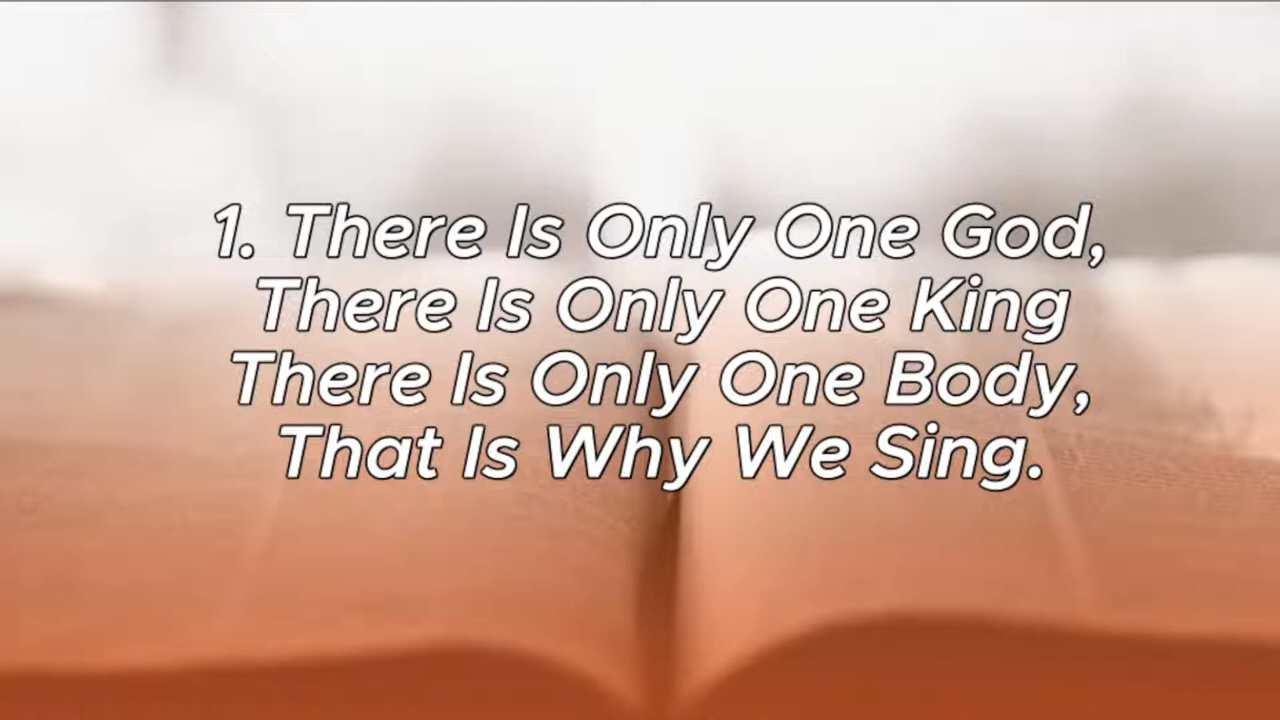 1. There Is Only One God,
There Is Only One King
There Is Only One Body,
That Is Why We Sing.